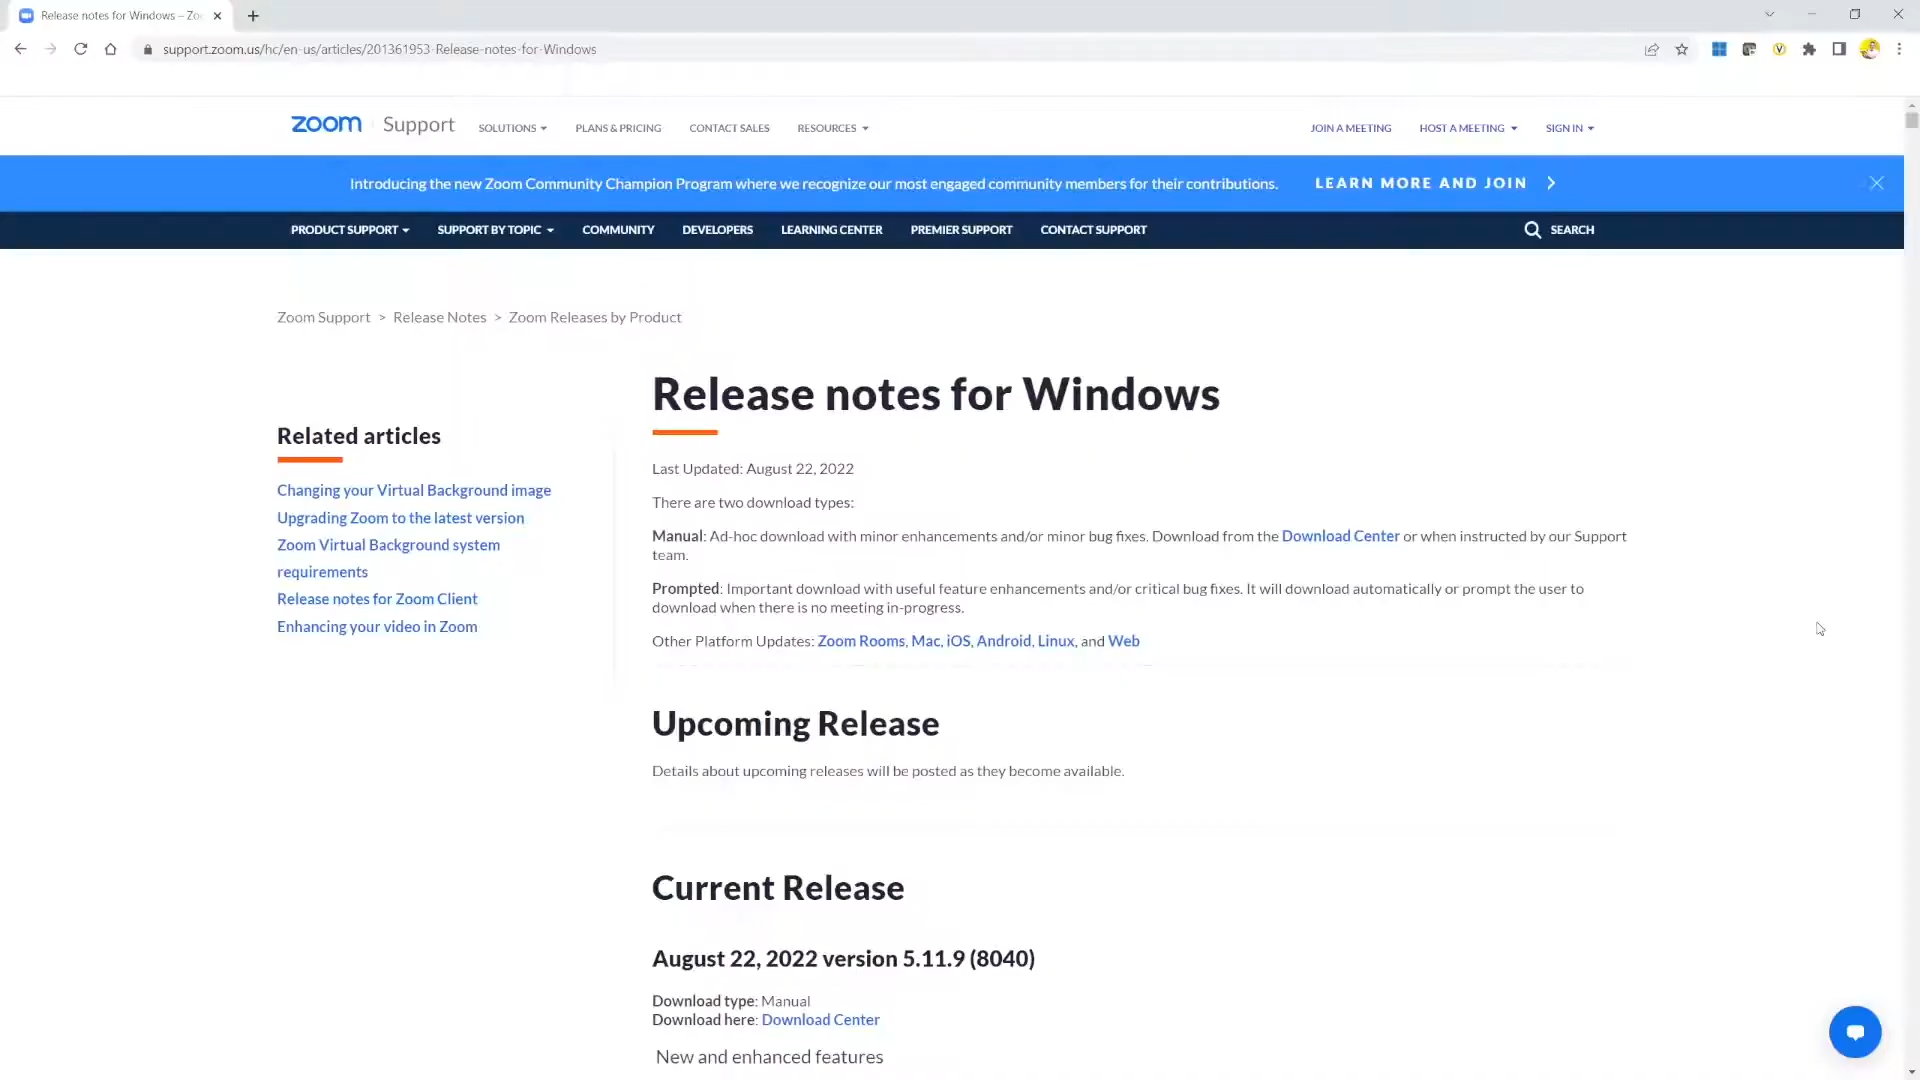 Release notes for Windows – Zo
support.zoom.us/hc/en-us/articles/201361953-Release-notes-for-Windows
zoom Support SOLUTIONS PLANS & PRICING CONTACT SALES RESOURCES JOIN A MEETING HOST A MEETING SIGN IN
Introducing the new Zoom Community Champion Program where we recognize our most engaged community members for their contributions. LEARN MORE AND JOIN
PRODUCT SUPPORT SUPPORT BY TOPIC COMMUNITY DEVELOPERS LEARNING CENTER PREMIER SUPPORT CONTACT SUPPORT SEARCH
Zoom Support > Release Notes > Zoom Releases by Product
Related articles
Changing your Virtual Background image
Upgrading Zoom to the latest version
Zoom Virtual Background system
requirements
Release notes for Zoom Client
Enhancing your video in Zoom
Release notes for Windows
Last Updated: August 22, 2022
There are two download types:
Manual: Ad-hoc download with minor enhancements and/or minor bug fixes. Download from the Download Center or when instructed by our Support
team.
Prompted: Important download with useful feature enhancements and/or critical bug fixes. It will download automatically or prompt the user to
download when there is no meeting in-progress.
Other Platform Updates: Zoom Rooms, Mac, iOS, Android, Linux, and Web
Upcoming Release
Details about upcoming releases will be posted as they become available.
Current Release
August 22, 2022 version 5.11.9 (8040)
Download type: Manual
Download here: Download Center
New and enhanced features